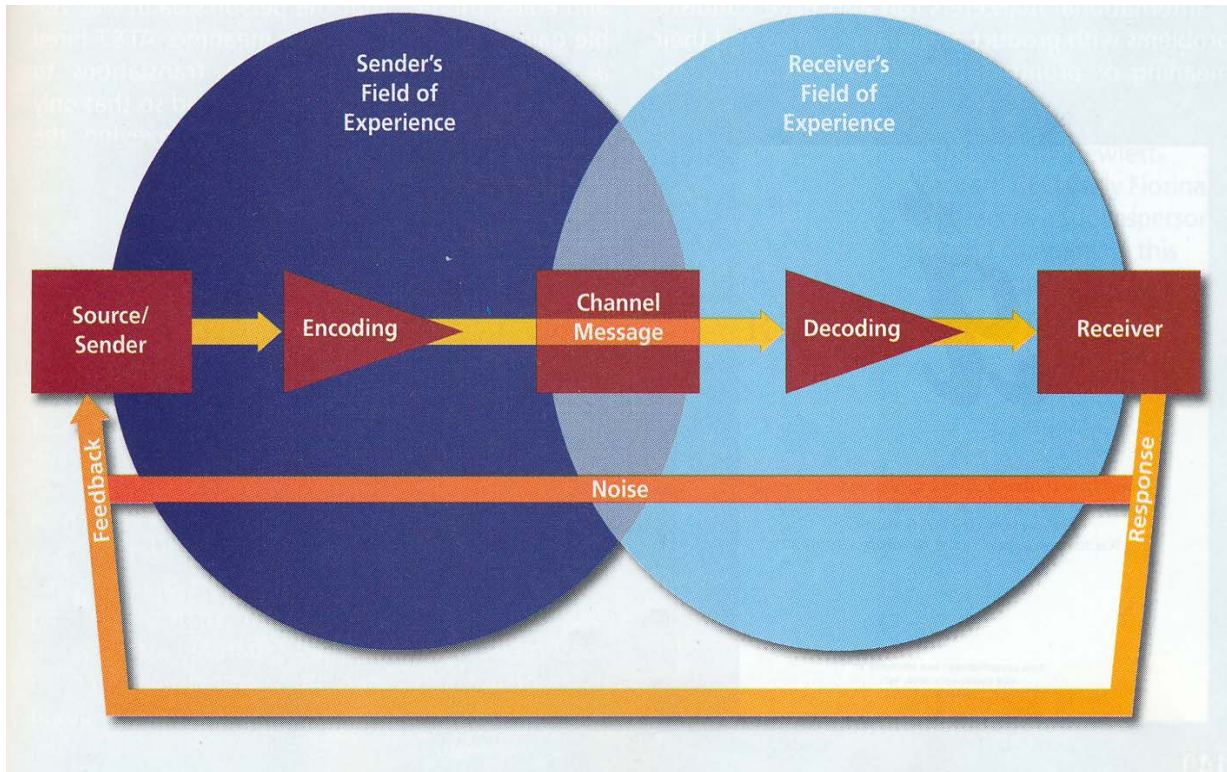 Sender's
Field of
Experience
Receiver's
Field of
Experience
Source/
Sender
Encoding
Channel
Message
Decoding
Receiver
Feedback
Noise
Response